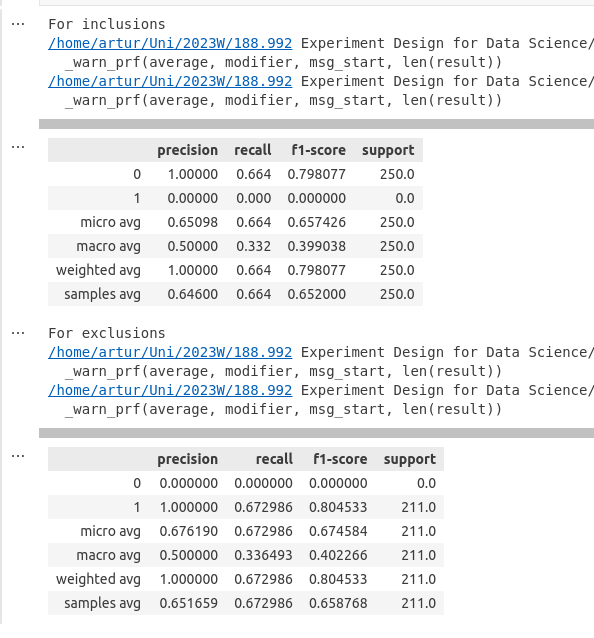 ... For inclusions
/home/artur/Uni/2023W/188.992 Experiment Design for Data Science/
_warn_prf(average, modifier, msg_start, len(result))
/home/artur/Uni/2023W/188.992 Experiment Design for Data Science/
_warn_prf(average, modifier, msg_start, len(result))
...
precision recall f1-score support
0 1.00000 0.664 0.798077 250.0
1 0.00000 0.000 0.000000 0.0
micro avg 0.65098 0.664 0.657426 250.0
macro avg 0.50000 0.332 0.399038 250.0
weighted avg 1.00000 0.664 0.798077 250.0
samples avg 0.64600 0.664 0.652000 250.0
... For exclusions
/home/artur/Uni/2023W/188.992 Experiment Design for Data Science/
_warn_prf(average, modifier, msg_start, len(result))
/home/artur/Uni/2023W/188.992 Experiment Design for Data Science/
_warn_prf(average, modifier, msg_start, len(result))
...
precision recall f1-score support
0 0.000000 0.000000 0.000000 0.0
1 1.000000 0.672986 0.804533 211.0
micro avg 0.676190 0.672986 0.674584 211.0
macro avg 0.500000 0.336493 0.402266 211.0
weighted avg 1.000000 0.672986 0.804533 211.0
samples avg 0.651659 0.672986 0.658768 211.0